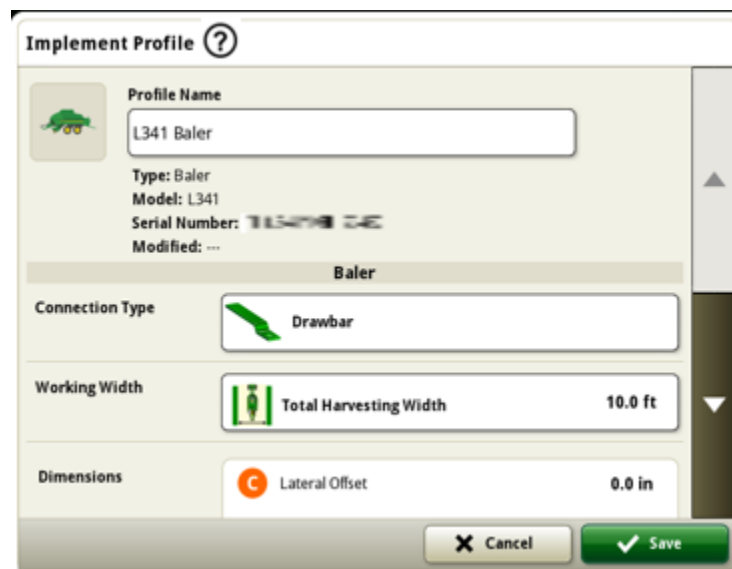 Implement Profile ?
Profile Name
L341 Baler
Type: Baler
Model: L341
Serial Number:
Modified: ---
Baler
Connection Type
Drawbar
Working Width
Total Harvesting Width 10.0 ft
Dimensions
C Lateral Offset 0.0 in
Cancel
Save